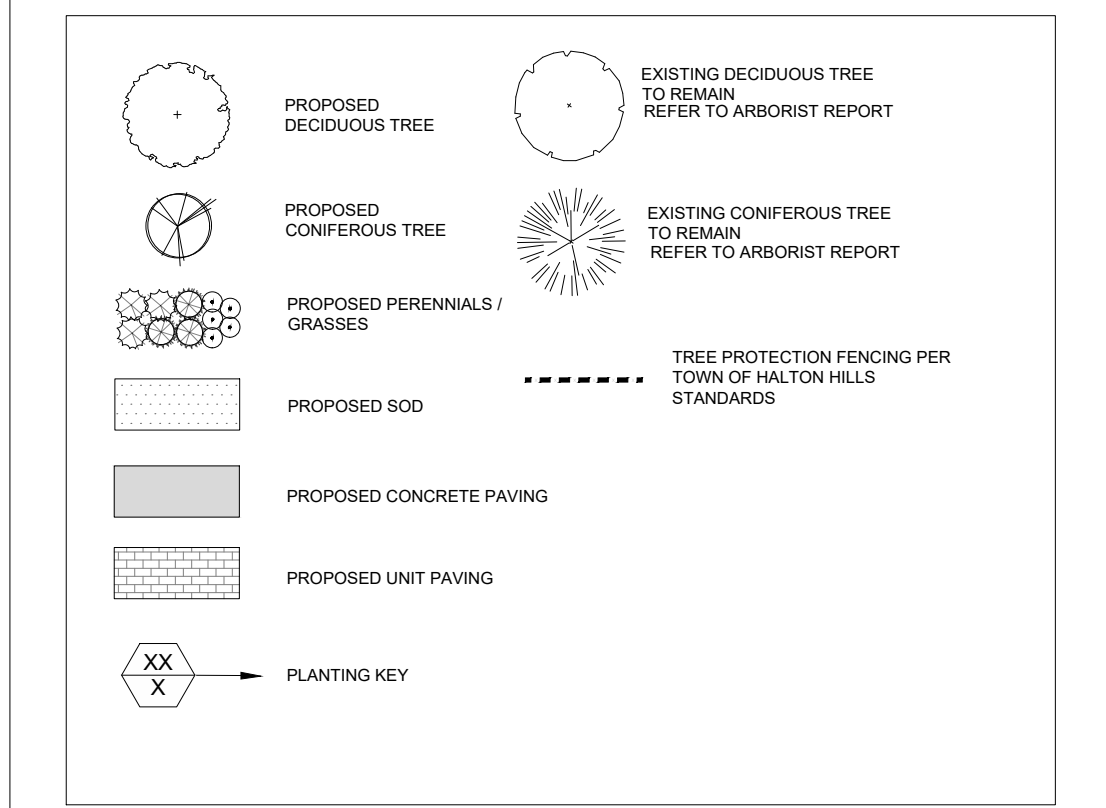 PROPOSED
DECIDUOUS TREE
PROPOSED
CONIFEROUS TREE
PROPOSED PERENNIALS /
GRASSES
PROPOSED SOD
PROPOSED CONCRETE PAVING
PROPOSED UNIT PAVING
XX
X
PLANTING KEY
EXISTING DECIDUOUS TREE
TO REMAIN
REFER TO ARBORIST REPORT
EXISTING CONIFEROUS TREE
TO REMAIN
REFER TO ARBORIST REPORT
TREE PROTECTION FENCING PER
TOWN OF HALTON HILLS
STANDARDS